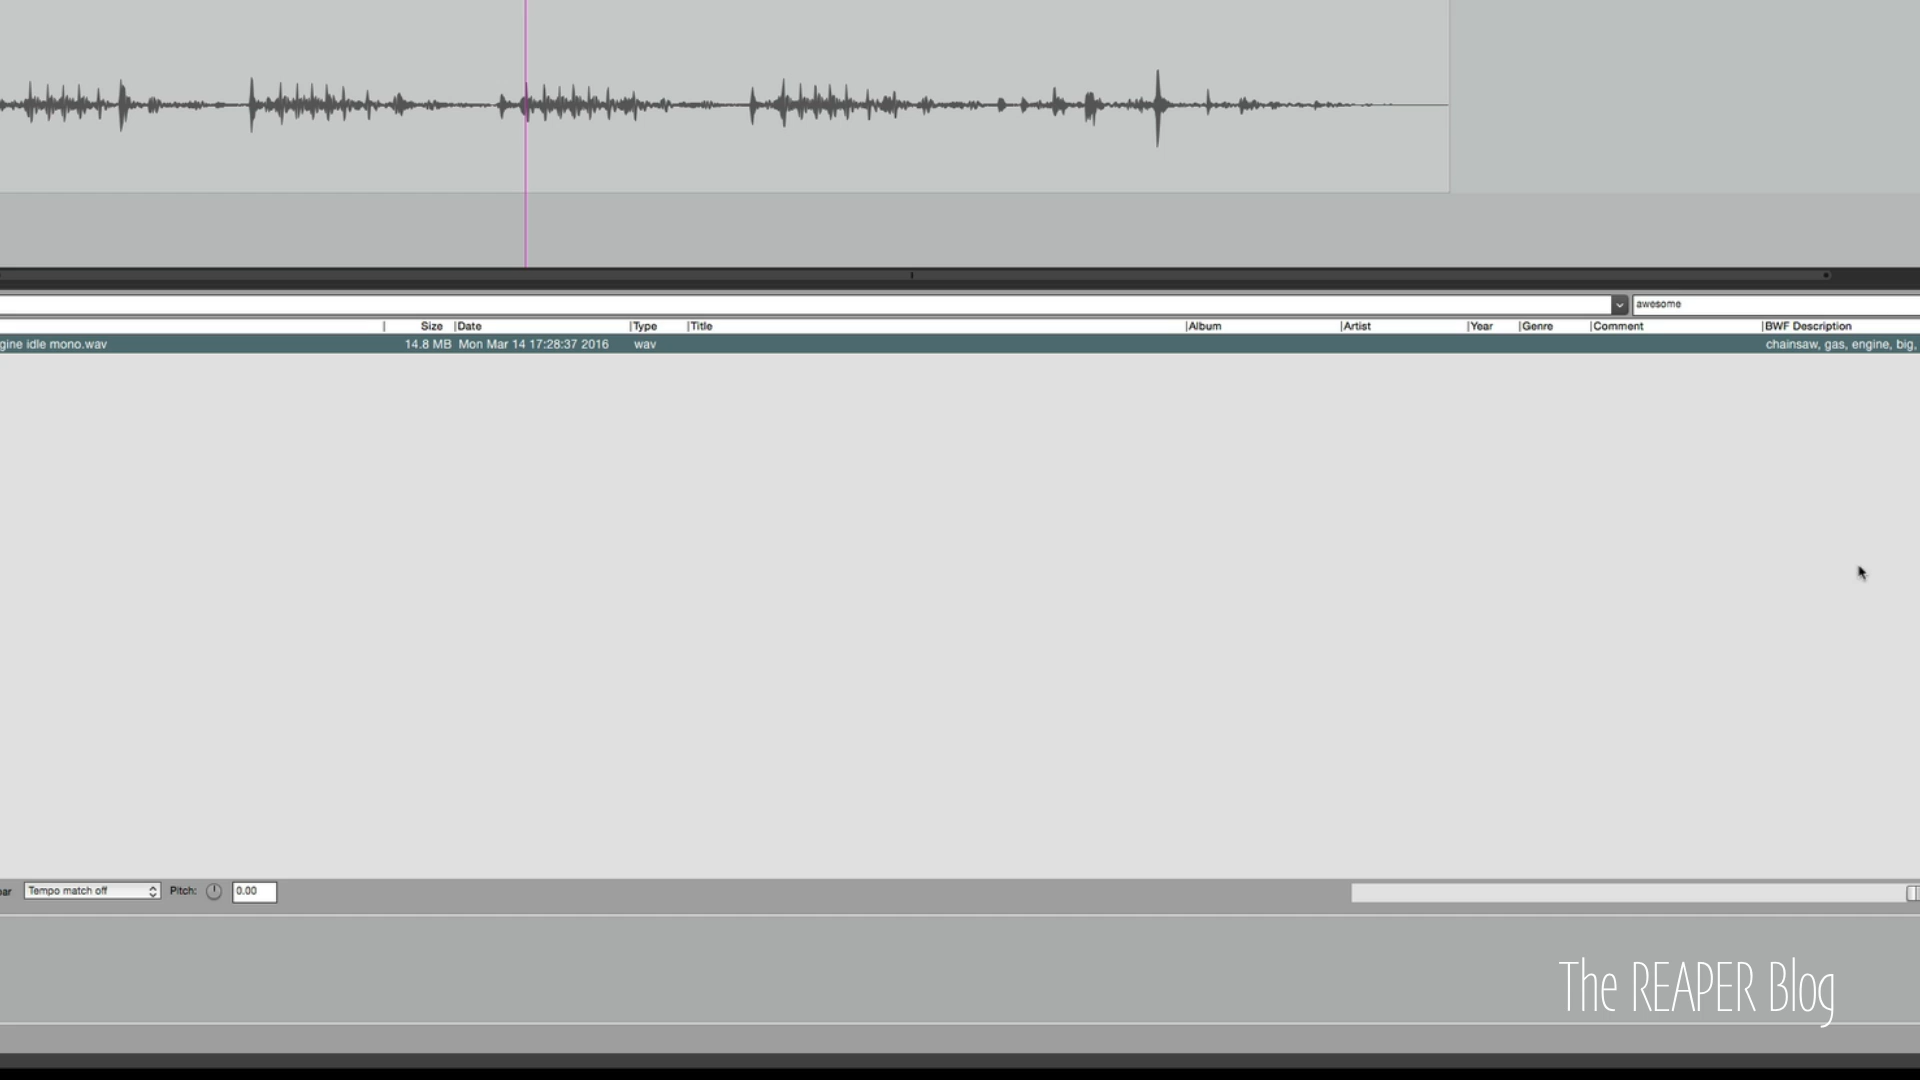 awesome
Size Date Type Title Album Artist Year Genre Comment BWF Description
gine idle mono.wav 14.8 MB Mon Mar 14 17:28:37 2016 wav chainsaw, gas, engine, big,
ar Tempo match off Pitch: 0.00
The REAPER Blog